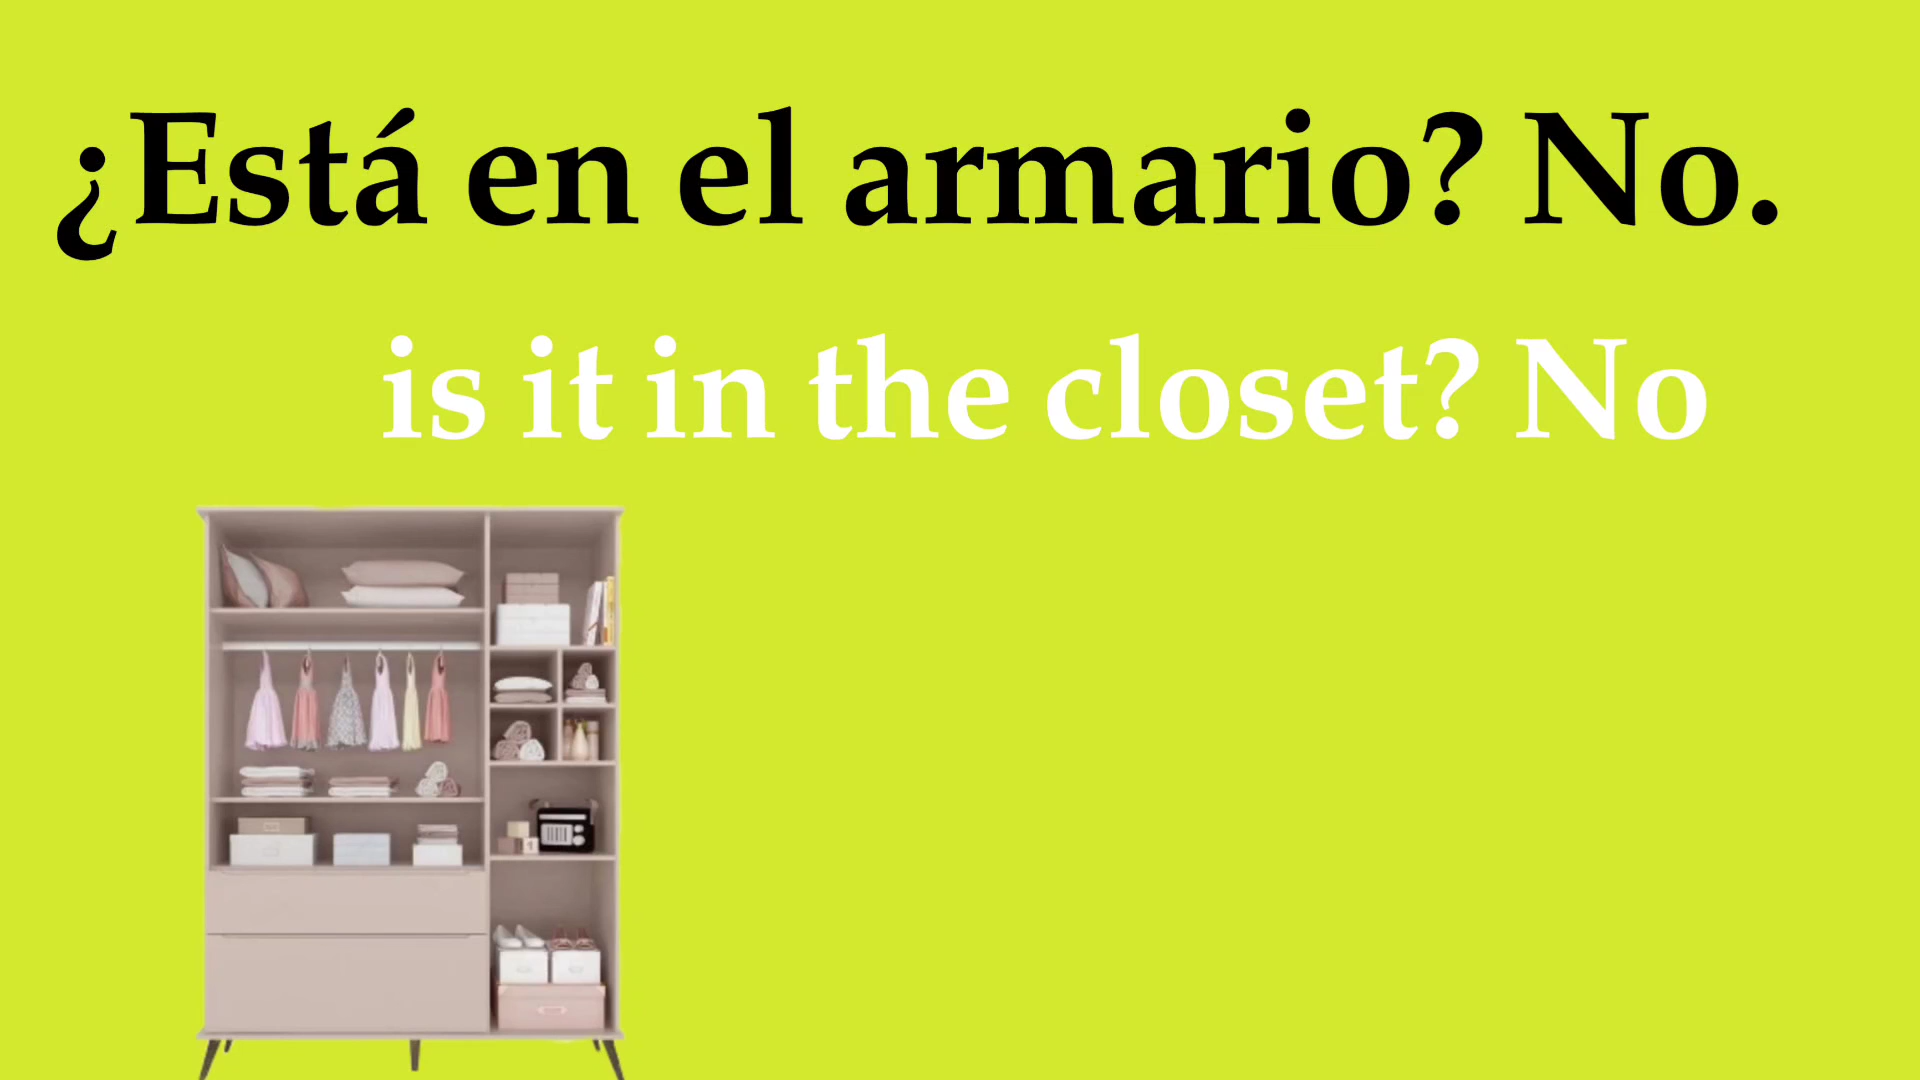 ¿Está en el armario? No.
is it in the closet? No